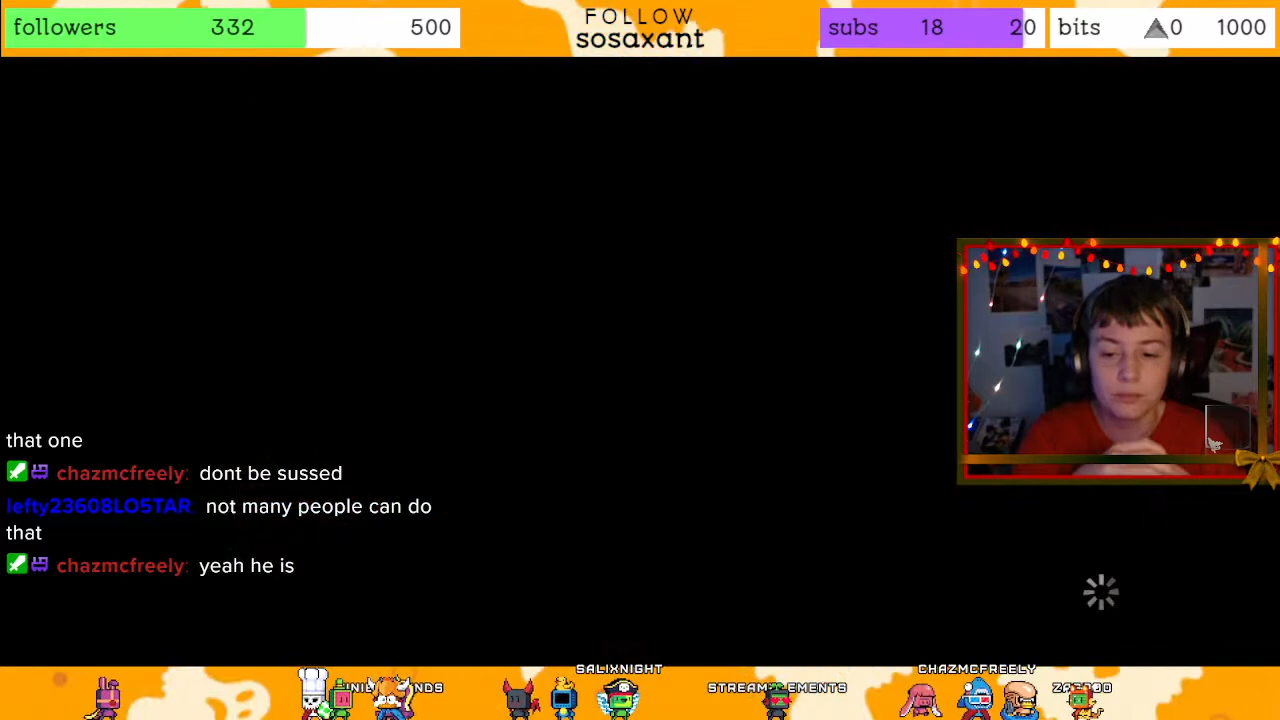 followers 332 500
FOLLOW
sosaxant
subs 18 20
bits 0 1000
that one
chazmcfreely: dont be sussed
lefty23608LO5TAR: not many people can do
that
chazmcfreely: yeah he is
SALIXNIGHT
CHAZMCFREELY